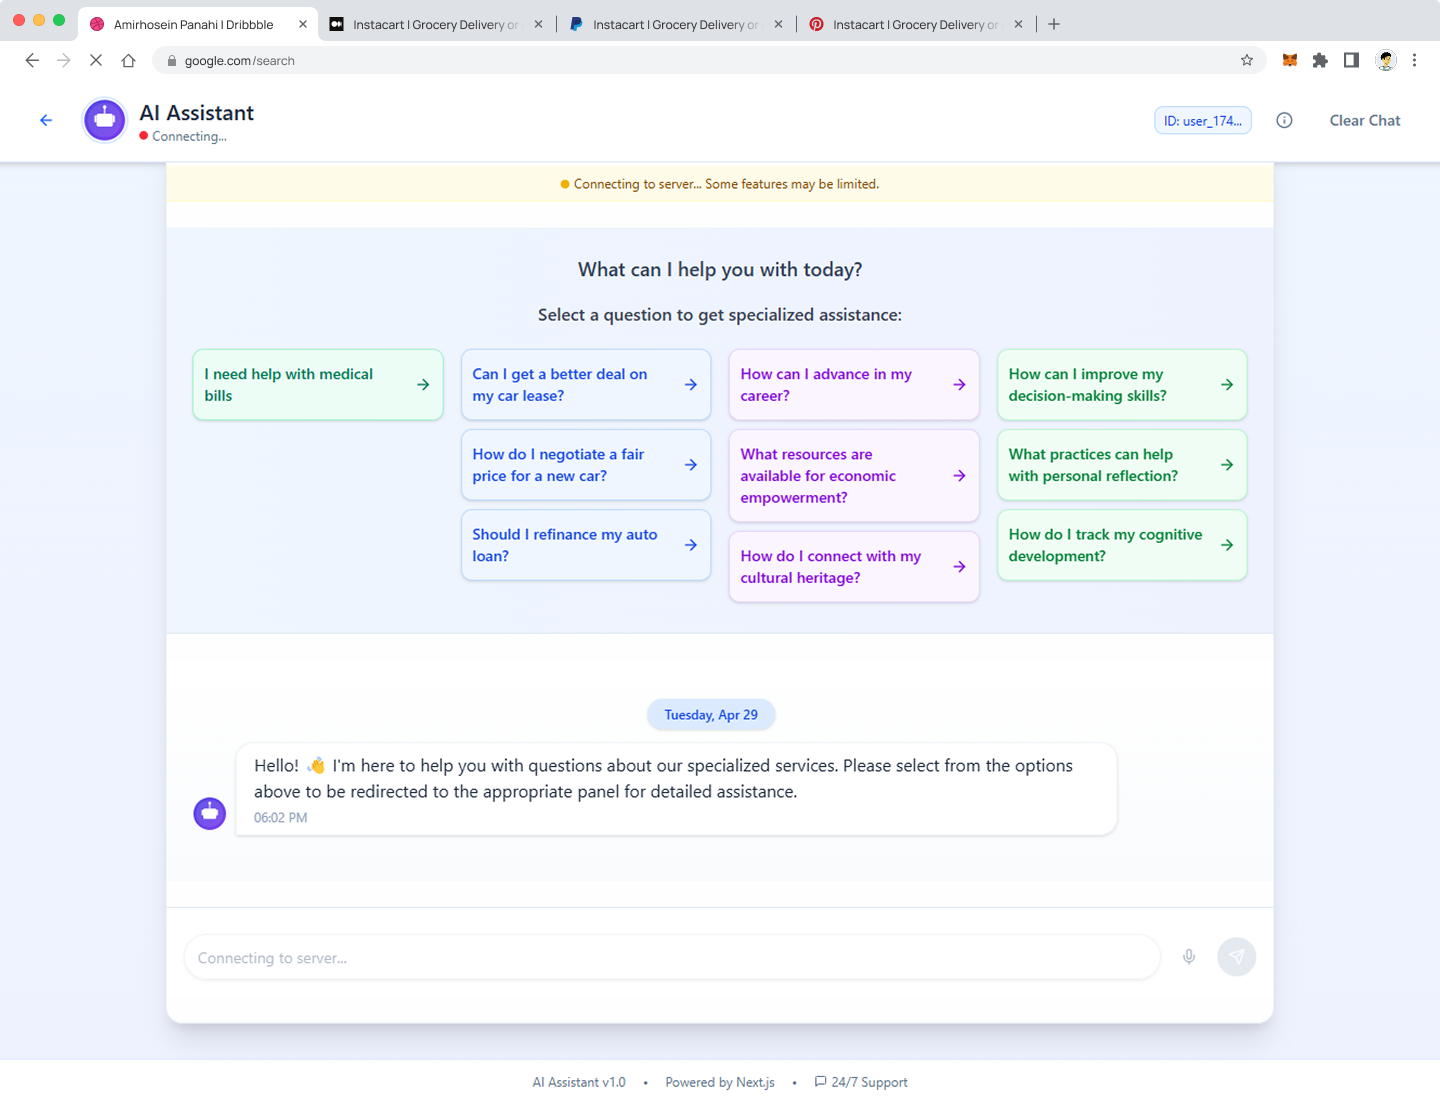 Amirhosein Panahi | Dribbble
Instacart | Grocery Delivery or
Instacart | Grocery Delivery or
Instacart | Grocery Delivery or
google.com/search
AI Assistant
Connecting...
ID: user_174...
Clear Chat
Connecting to server... Some features may be limited.
What can I help you with today?
Select a question to get specialized assistance:
I need help with medical
bills
Can I get a better deal on
my car lease?
How do I negotiate a fair
price for a new car?
Should I refinance my auto
loan?
How can I advance in my
career?
What resources are
available for economic
empowerment?
How do I connect with my
cultural heritage?
How can I improve my
decision-making skills?
What practices can help
with personal reflection?
How do I track my cognitive
development?
Tuesday, Apr 29
Hello! 👋 I'm here to help you with questions about our specialized services. Please select from the options
above to be redirected to the appropriate panel for detailed assistance.
06:02 PM
Connecting to server...
AI Assistant v1.0 • Powered by Next.js • 24/7 Support